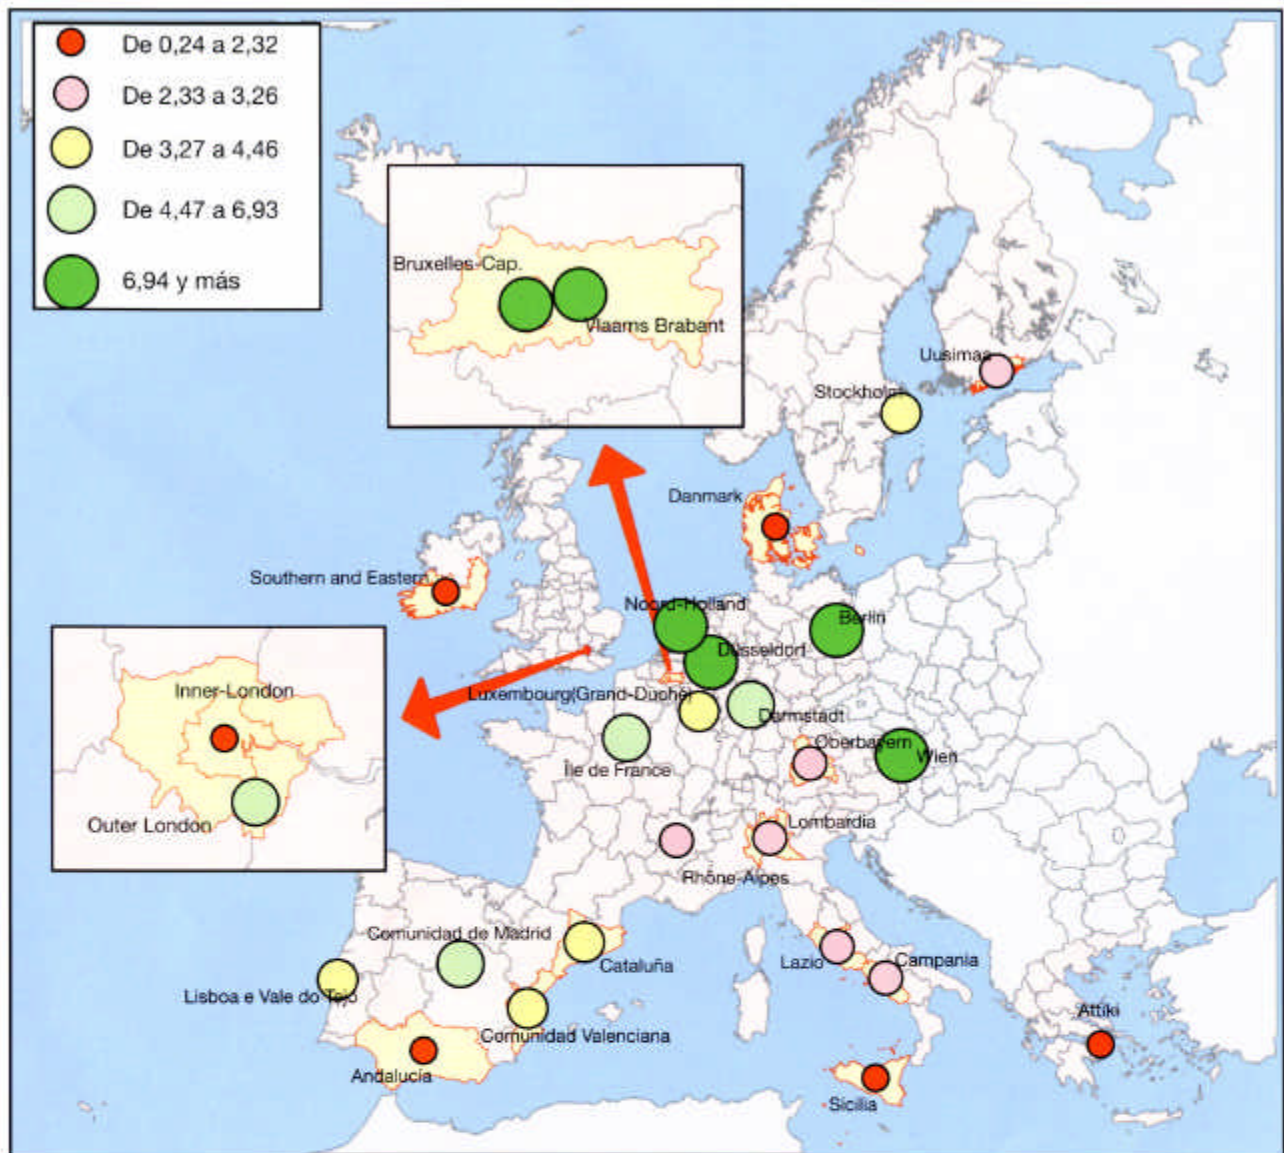 De 0,24 a 2,32
De 2,33 a 3,26
De 3,27 a 4,46
De 4,47 a 6,93
6,94 y más
Bruxelles-Cap.
Vlaams Brabant
Uusimaa
Stockholm
Danmark
Southern and Eastern
Noord-Holland
Berlin
Düsseldorf
Inner-London
Luxembourg(Grand-Duché)
Darmstadt
Oberbayern
Wien
Île de France
Outer London
Lombardia
Rhône-Alpes
Comunidad de Madrid
Cataluña
Lazio
Campania
Lisboa e Vale do Tejo
Comunidad Valenciana
Attiki
Andalucía
Sicilia